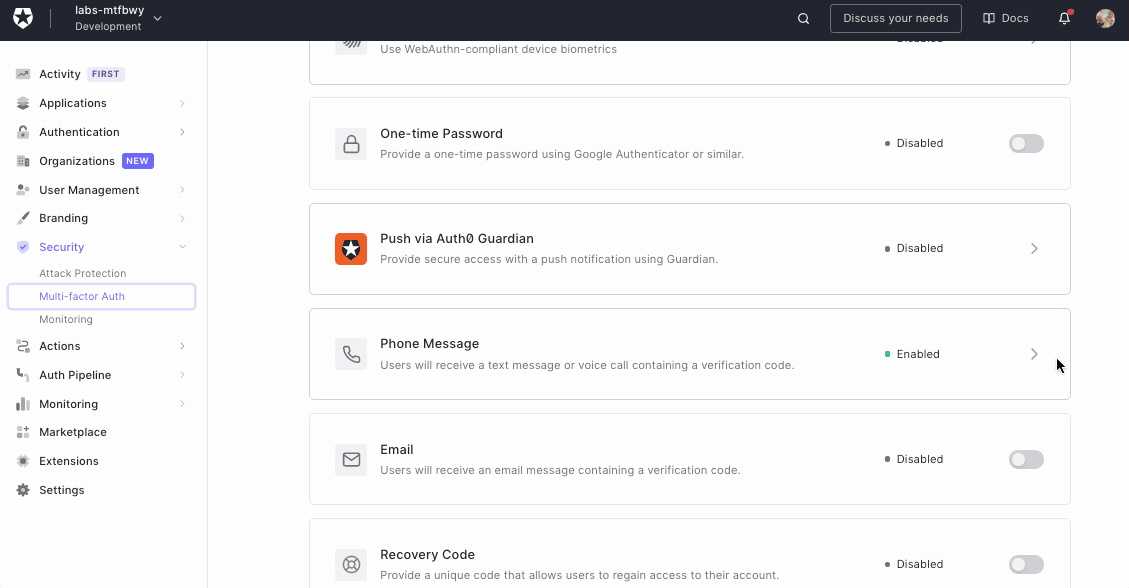 labs-mtfbwy
Development
Discuss your needs
Docs
Activity FIRST
Applications
Authentication
Organizations NEW
User Management
Branding
Security
Attack Protection
Multi-factor Auth
Monitoring
Actions
Auth Pipeline
Monitoring
Marketplace
Extensions
Settings
Use WebAuthn-compliant device biometrics
Disabled
One-time Password
Provide a one-time password using Google Authenticator or similar.
Disabled
Push via Auth0 Guardian
Provide secure access with a push notification using Guardian.
Disabled
Phone Message
Users will receive a text message or voice call containing a verification code.
Enabled
Email
Users will receive an email message containing a verification code.
Disabled
Recovery Code
Provide a unique code that allows users to regain access to their account.
Disabled